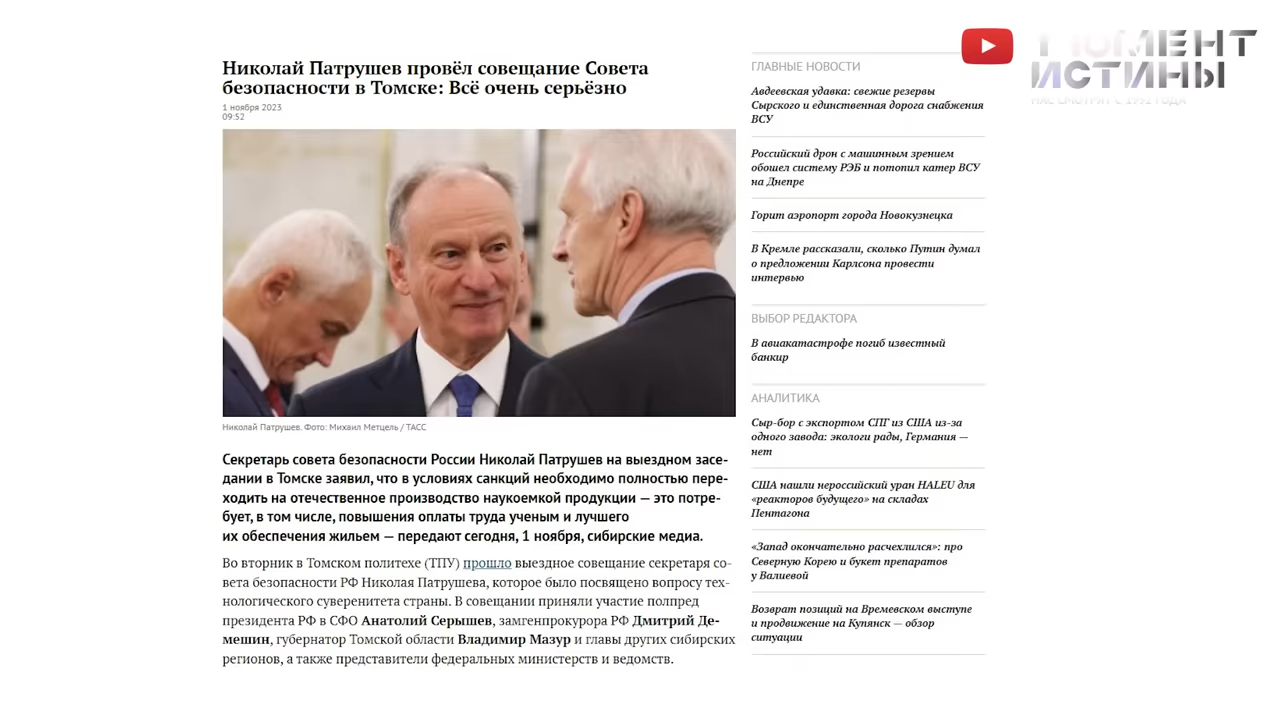 Николай Патрушев провёл совещание Совета
безопасности в Томске: Всё очень серьёзно
1 ноября 2023
09:52
Николай Патрушев. Фото: Михаил Метцель / ТАСС
Секретарь совета безопасности России Николай Патрушев на выездном засе-
дании в Томске заявил, что в условиях санкций необходимо полностью пере-
ходить на отечественное производство наукоемкой продукции — это потре-
бует, в том числе, повышения оплаты труда ученым и лучшего
их обеспечения жильем — передают сегодня, 1 ноября, сибирские медиа.
Во вторник в Томском политехе (ТПУ) прошло выездное совещание секретаря со-
вета безопасности РФ Николая Патрушева, которое было посвящено вопросу тех-
нологического суверенитета страны. В совещании приняли участие полпред
президента РФ в СФО Анатолий Серышев, замгенпрокурора РФ Дмитрий Де-
мешин, губернатор Томской области Владимир Мазур и главы других сибирских
регионов, а также представители федеральных министерств и ведомств.
ГЛАВНЫЕ НОВОСТИ
Авдеевская удавка: свежие резервы
Сырского и единственная дорога снабжения
ВСУ
Российский дрон с машинным зрением
обошел систему РЭБ и потопил катер ВСУ
на Днепре
Горит аэропорт города Новокузнецка
В Кремле рассказали, сколько Путин думал
о предложении Карлсона провести
интервью
ВЫБОР РЕДАКТОРА
В авиакатастрофе погиб известный
банкир
АНАЛИТИКА
Сыр-бор с экспортом СПГ из США из-за
одного завода: экологи рады, Германия —
нет
США нашли нероссийский уран HALEU для
«реакторов будущего» на складах
Пентагона
«Запад окончательно расчехлился»: про
Северную Корею и букет препаратов
у Валиевой
Возврат позиций на Времевском выступе
и продвижение на Купянск — обзор
ситуации
МОМЕНТ
ИСТИНЫ
НАС СМОТРЯТ С 1992 ГОДА